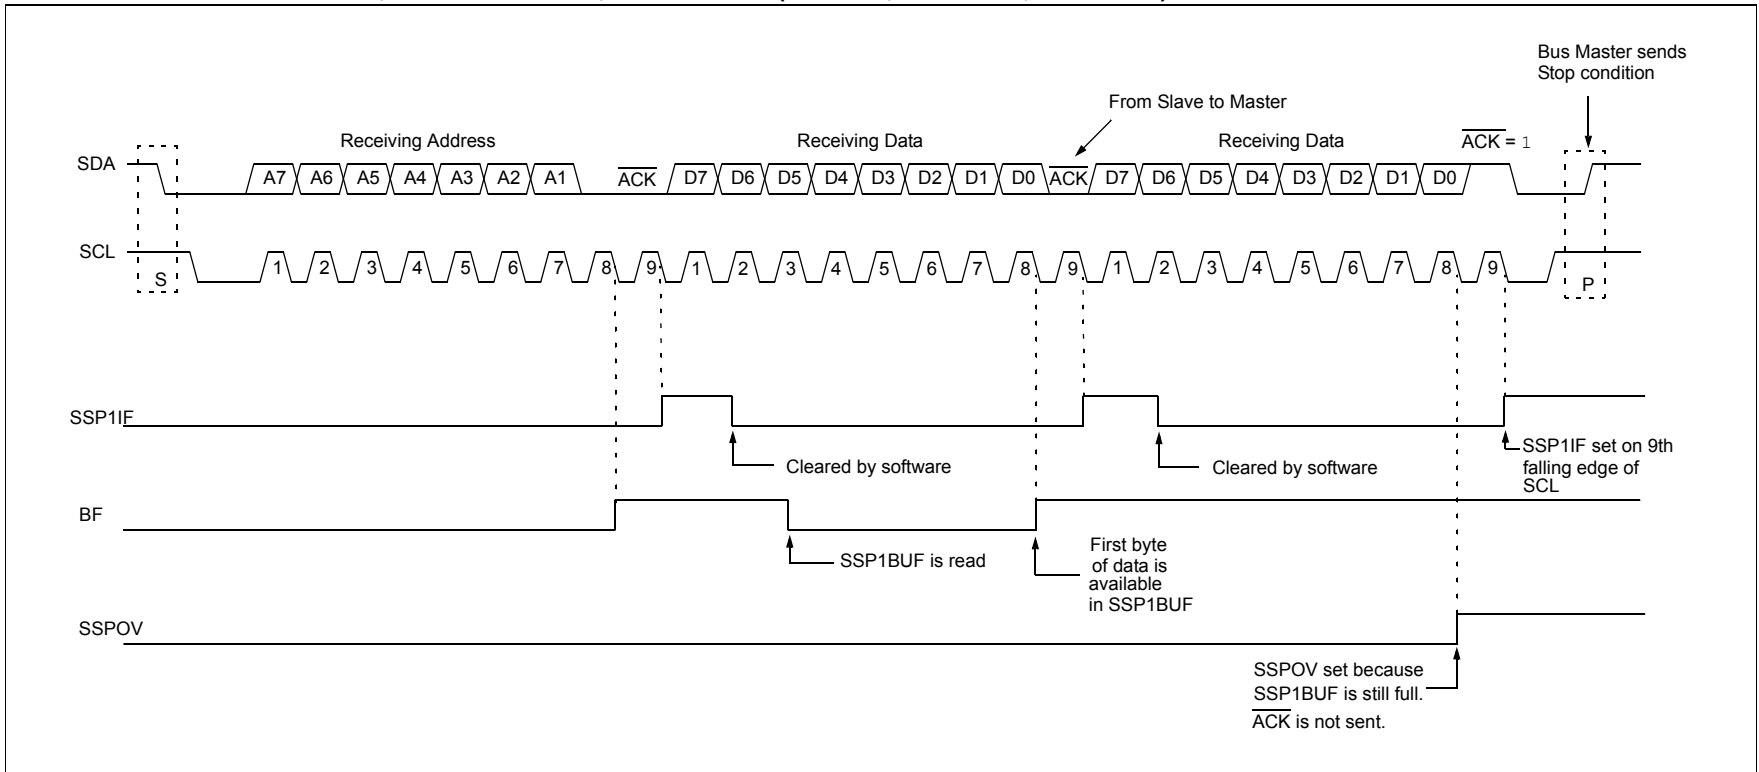 Bus Master sends
Stop condition
From Slave to Master
Receiving Address
Receiving Data
Receiving Data
ACK = 1
SDA
A7 A6 A5 A4 A3 A2 A1 ACK D7 D6 D5 D4 D3 D2 D1 D0 ACK D7 D6 D5 D4 D3 D2 D1 D0
SCL
S
1 2 3 4 5 6 7 8 9 1 2 3 4 5 6 7 8 9 1 2 3 4 5 6 7 8 9
P
SSP1IF
Cleared by software
Cleared by software
SSP1IF set on 9th
falling edge of
SCL
BF
SSP1BUF is read
First byte
of data is
available
in SSP1BUF
SSPOV
SSPOV set because
SSP1BUF is still full.
ACK is not sent.